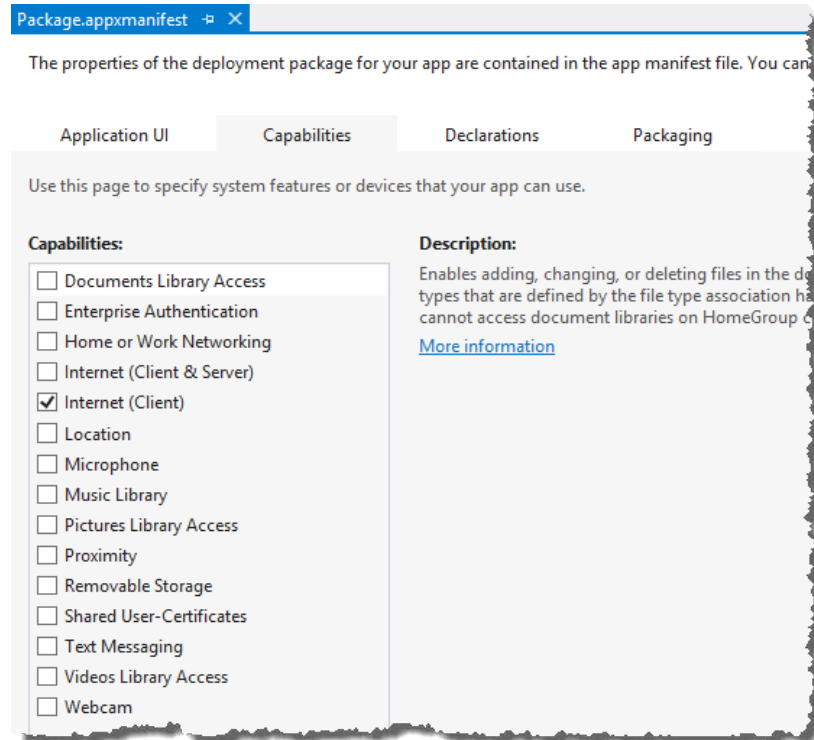 Package.appxmanifest
The properties of the deployment package for your app are contained in the app manifest file. You can
Application UI Capabilities Declarations Packaging
Use this page to specify system features or devices that your app can use.
Capabilities: Description:
Documents Library Access
Enterprise Authentication
Home or Work Networking
Internet (Client & Server)
Internet (Client)
Location
Microphone
Music Library
Pictures Library Access
Proximity
Removable Storage
Shared User-Certificates
Text Messaging
Videos Library Access
Webcam
Enables adding, changing, or deleting files in the
types that are defined by the file type association
cannot access document libraries on HomeGroup
More information